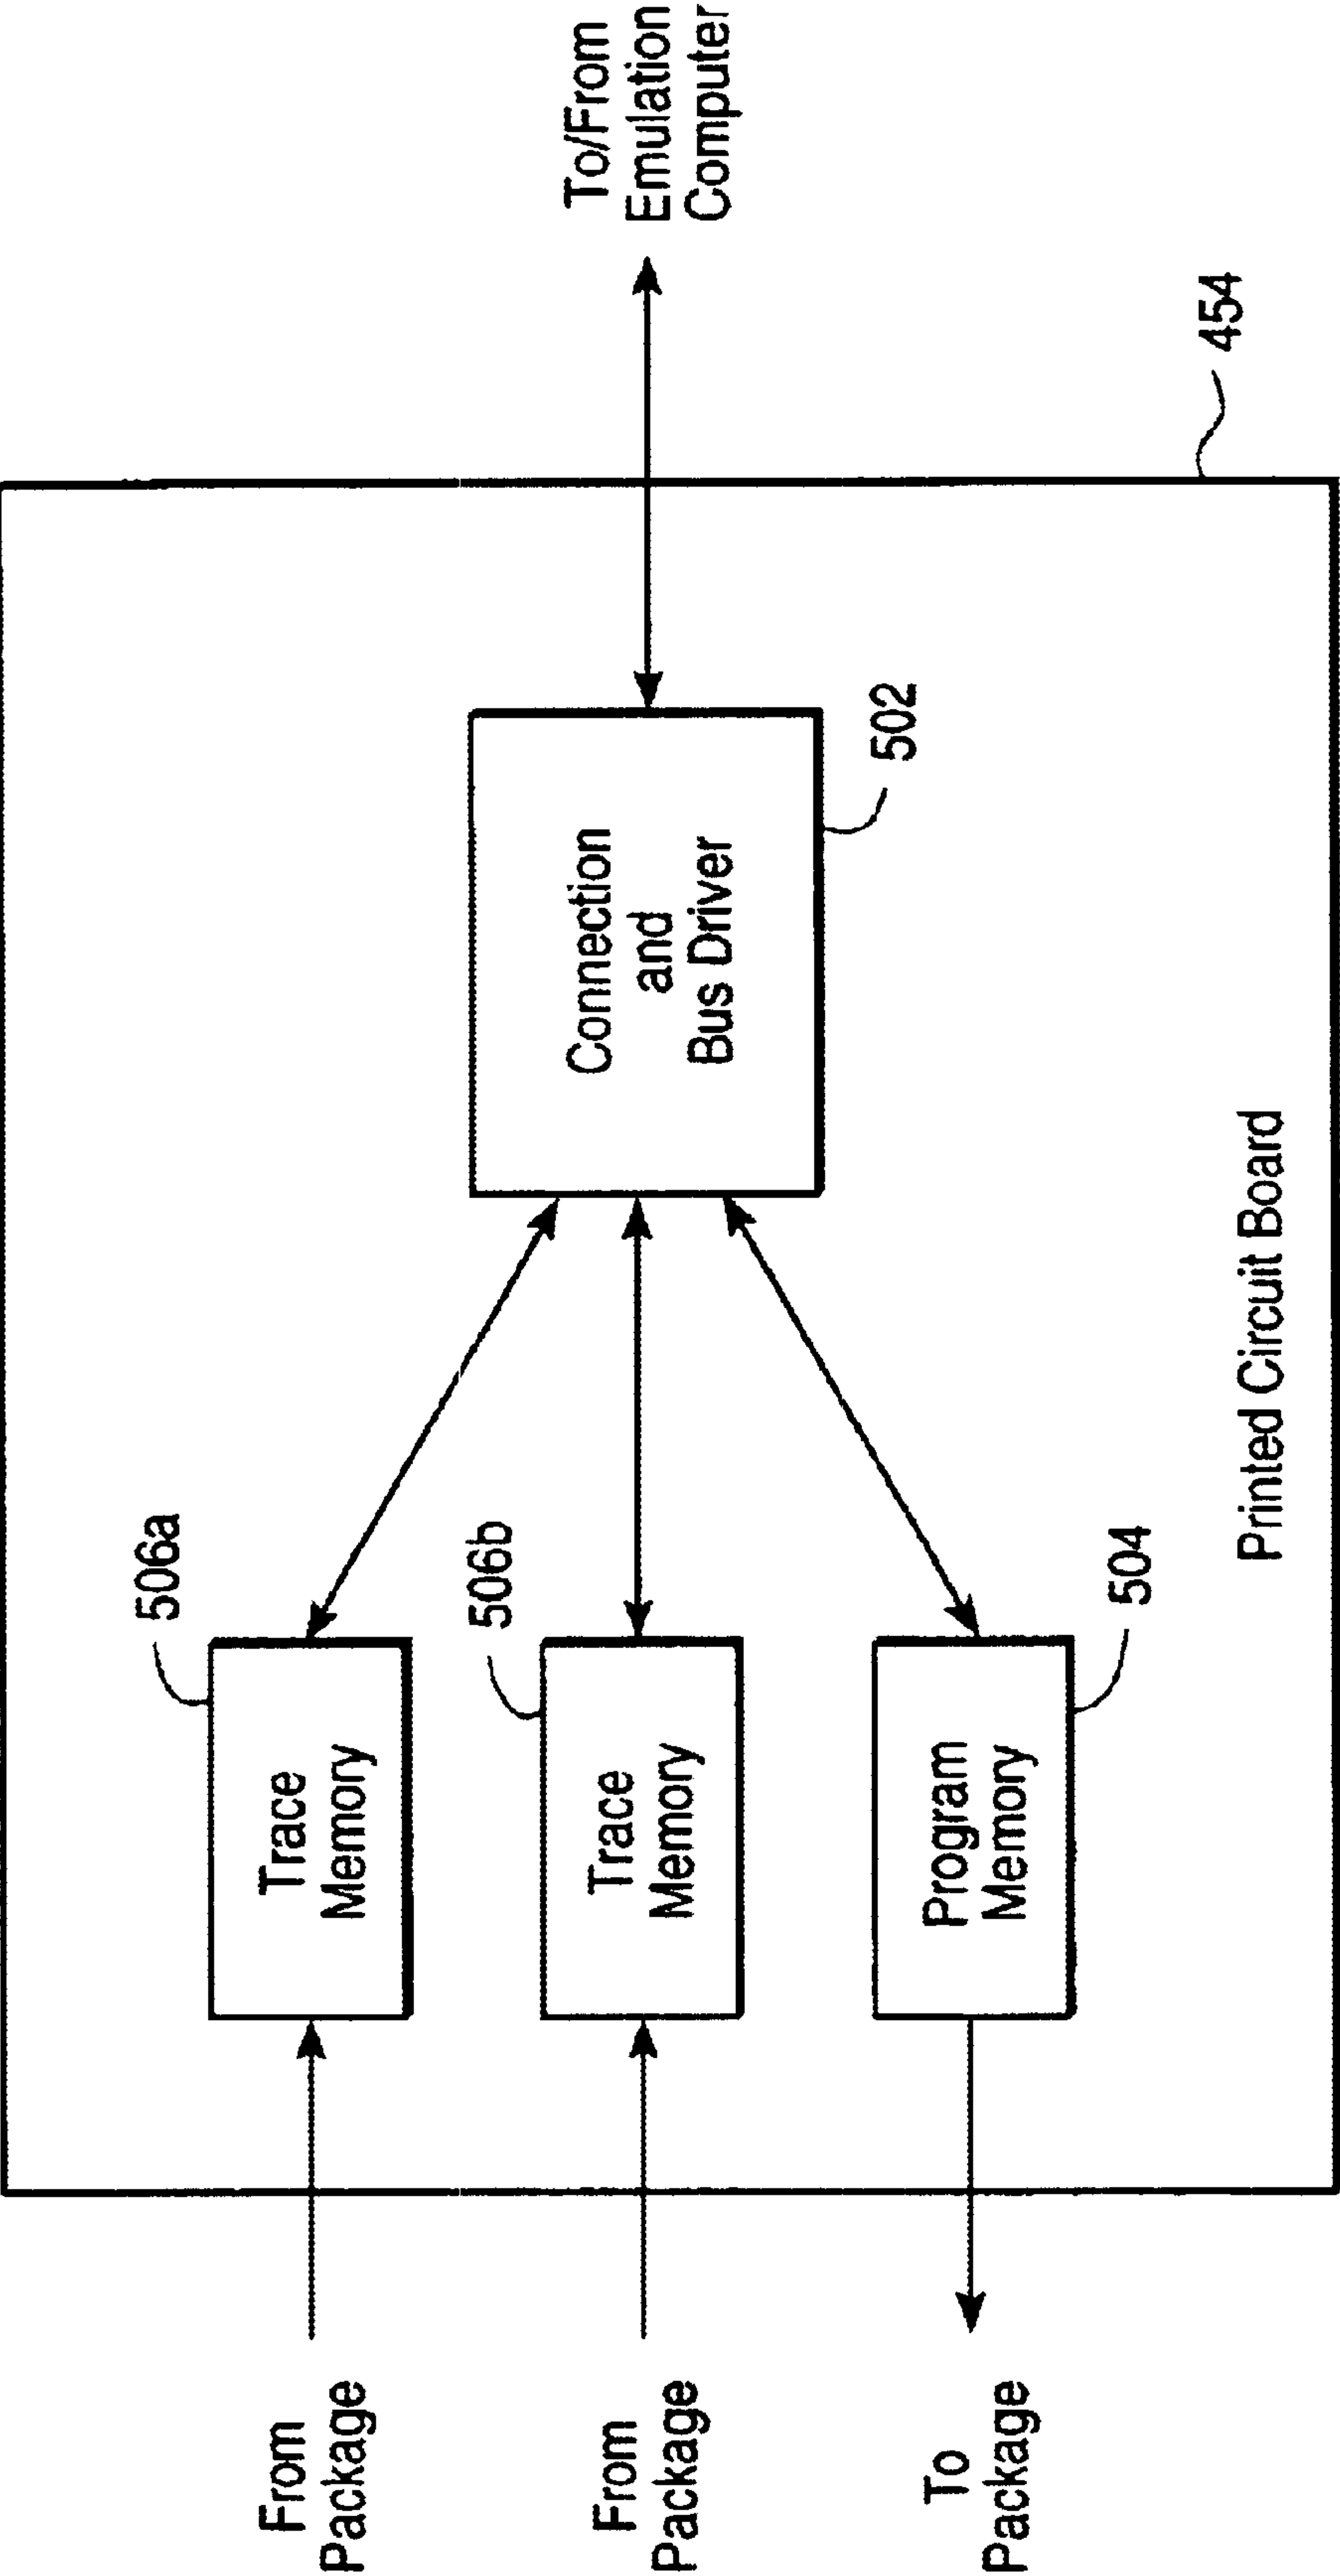 From
Package
From
Package
To
Package
Trace
Memory
506a
Trace
Memory
506b
Program
Memory
504
Connection
and
Bus Driver
502
To/From
Emulation
Computer
454
Printed Circuit Board